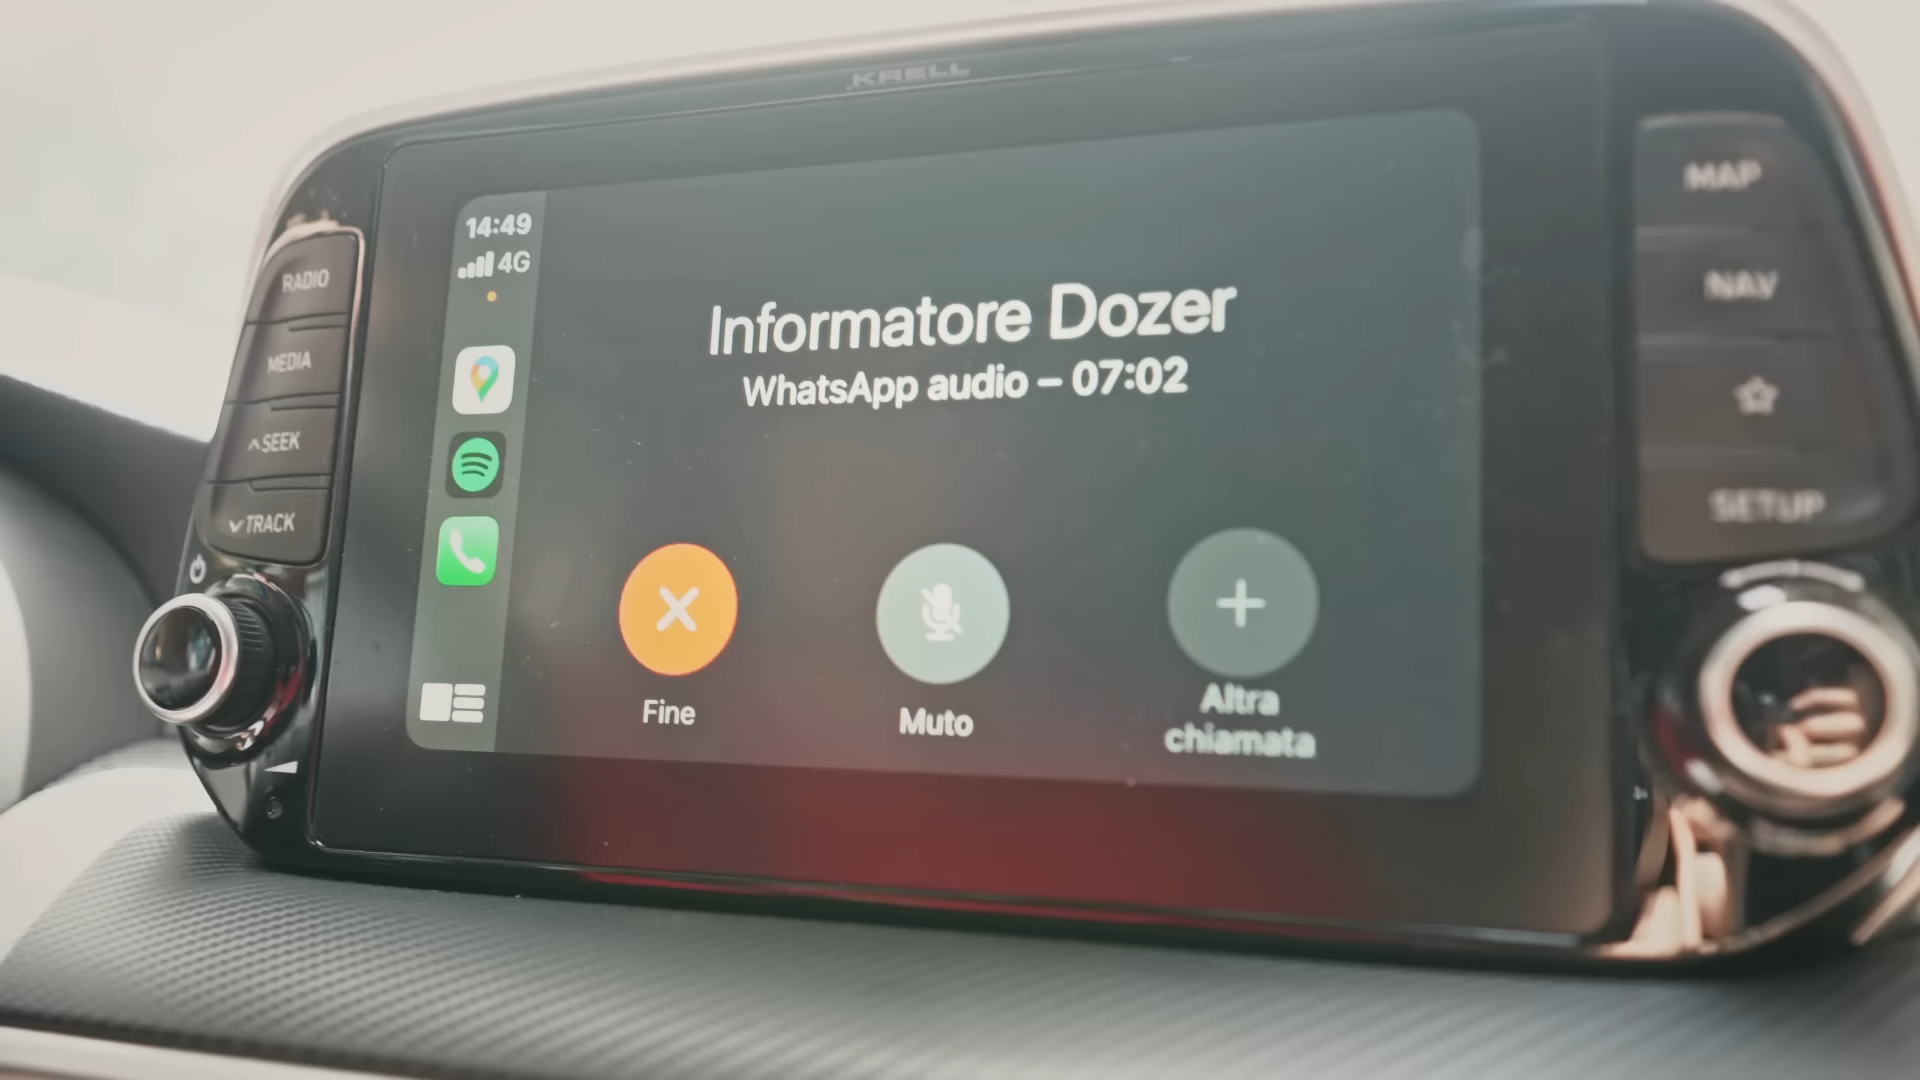 KRELL
14:49
4G
Informatore Dozer
WhatsApp audio – 07:02
Fine
Muto
Altra
chiamata
RADIO
MEDIA
SEEK
TRACK
MAP
NAV
SETUP